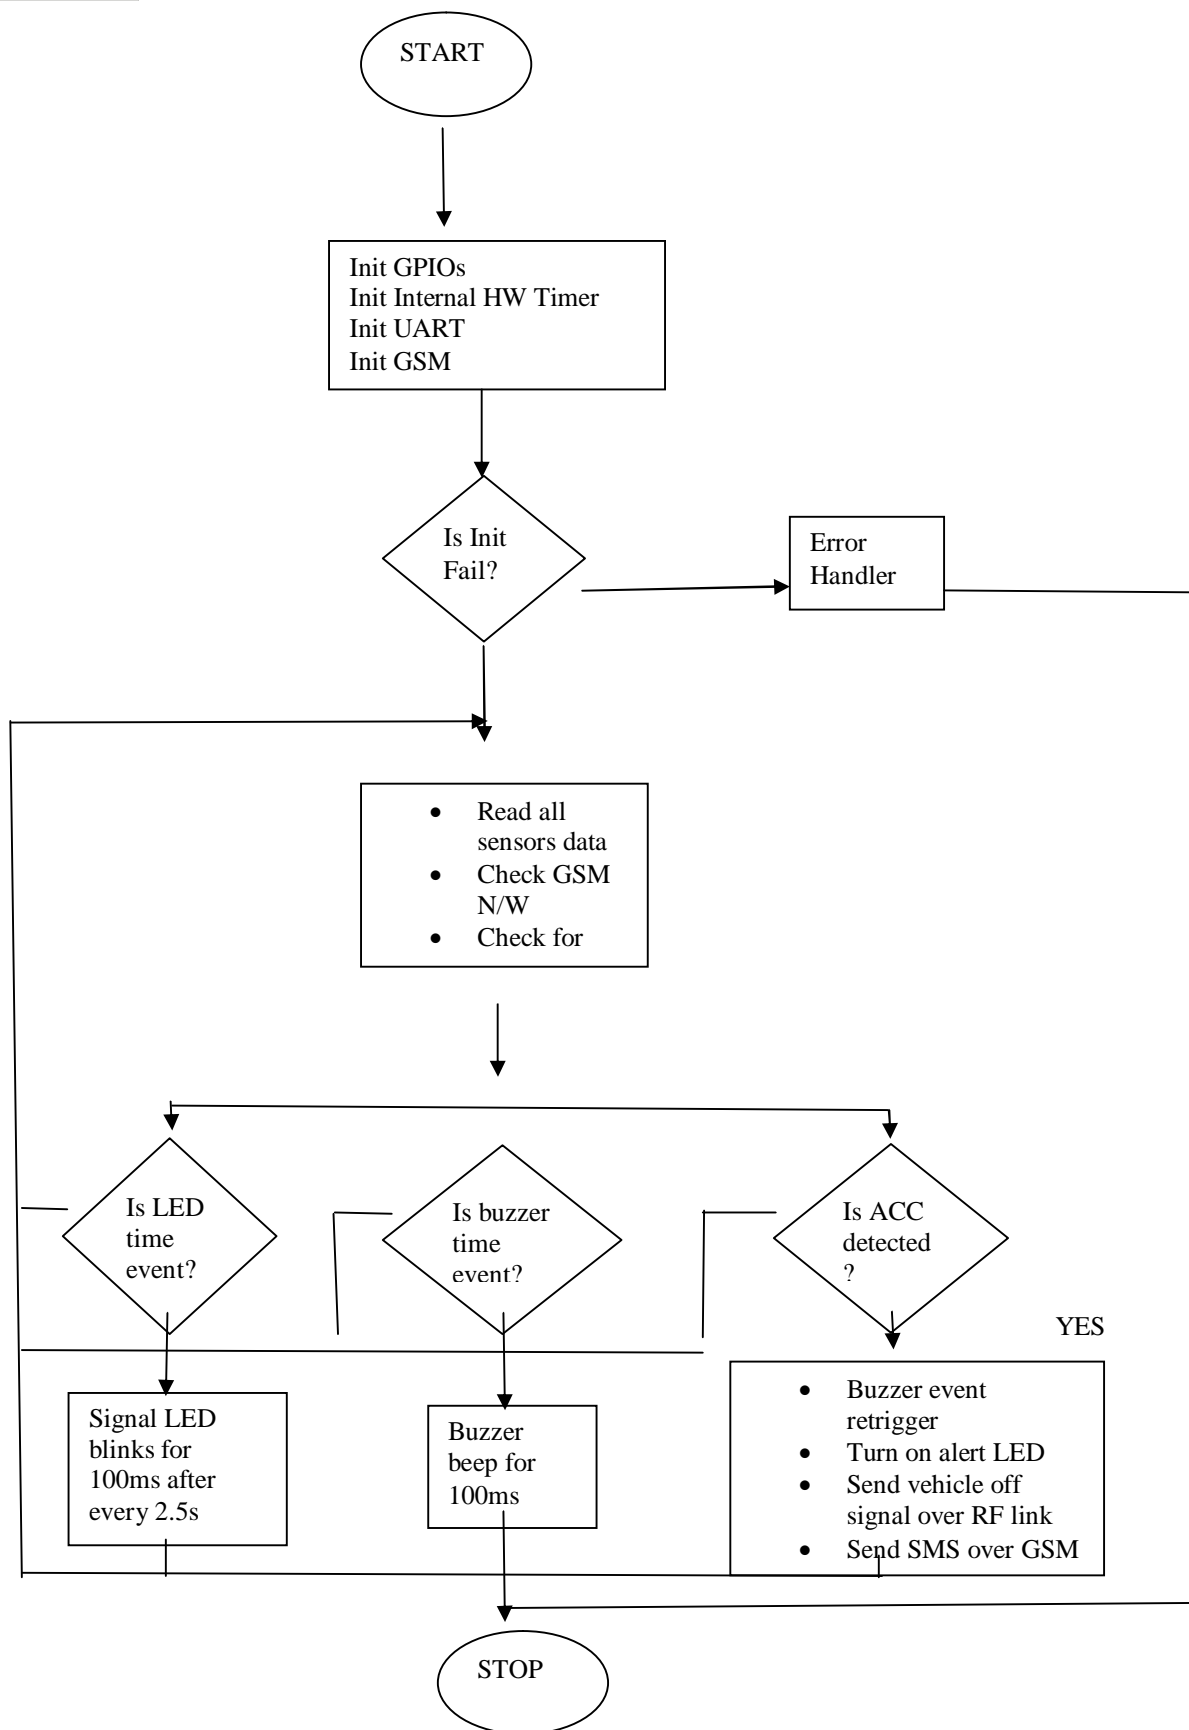 START
Init GPIOs
Init Internal HW Timer
Init UART
Init GSM
Is Init
Fail?
Error
Handler
• Read all
sensors data
• Check GSM
N/W
• Check for
Is LED
time
event?
Is buzzer
time
event?
Is ACC
detected
?
YES
Signal LED
blinks for
100ms after
every 2.5s
Buzzer
beep for
100ms
• Buzzer event
retrigger
• Turn on alert LED
• Send vehicle off
signal over RF link
• Send SMS over GSM
STOP